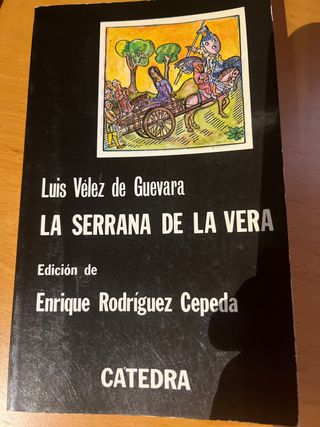 Luis Vélez de Guevara
LA SERRANA DE LA VERA
Edición de
Enrique Rodríguez Cepeda
CATEDRA